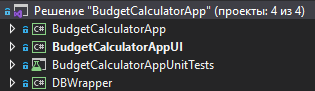 Решение "BudgetCalculatorApp" (проекты: 4 из 4)
C# BudgetCalculatorApp
C# BudgetCalculatorAppUI
BudgetCalculatorAppUnitTests
C# DBWrapper